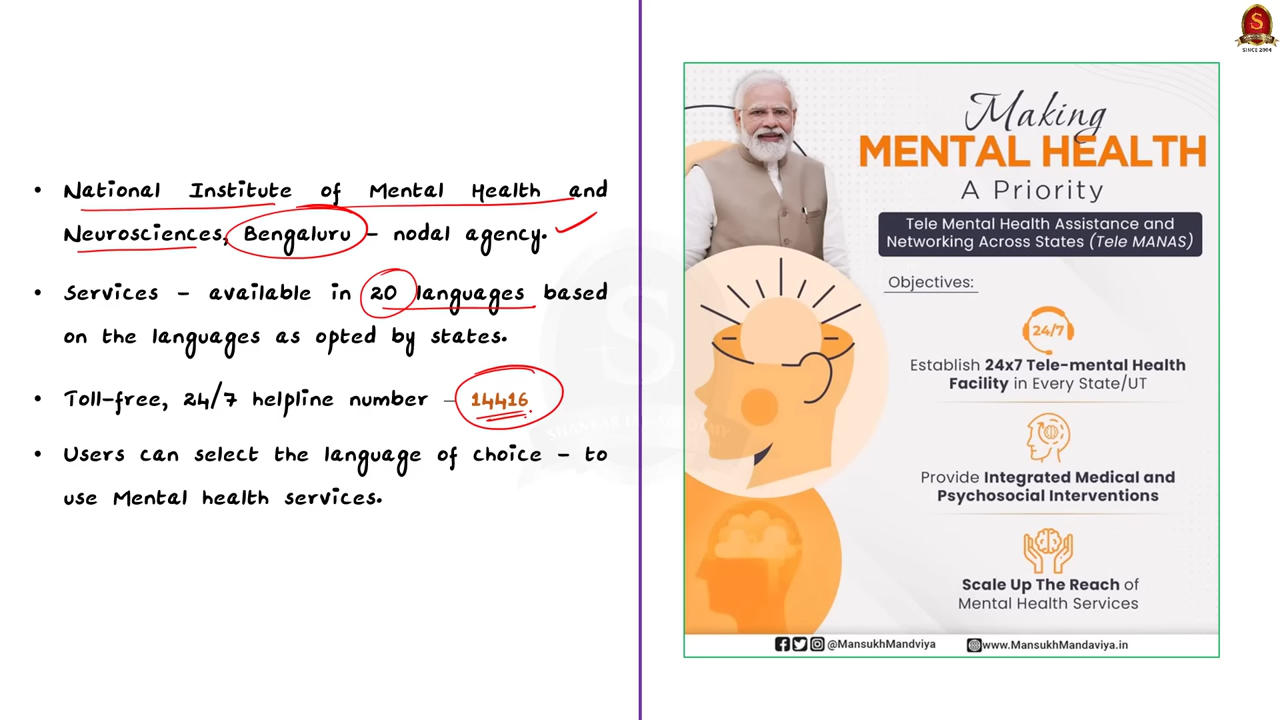 • National Institute of Mental Health and
Neurosciences, Bengaluru – nodal agency.
• Services – available in 20 languages based
on the languages as opted by states.
• Toll-free, 24/7 helpline number – 14416
• Users can select the language of choice – to
use Mental health services.
S
SINCE 2004
Making
MENTAL HEALTH
A Priority
Tele Mental Health Assistance and
Networking Across States (Tele MANAS)
Objectives:
24/7
Establish 24x7 Tele-mental Health
Facility in Every State/UT
Provide Integrated Medical and
Psychosocial Interventions
Scale Up The Reach of
Mental Health Services
@MansukhMandviya www.MansukhMandaviya.in